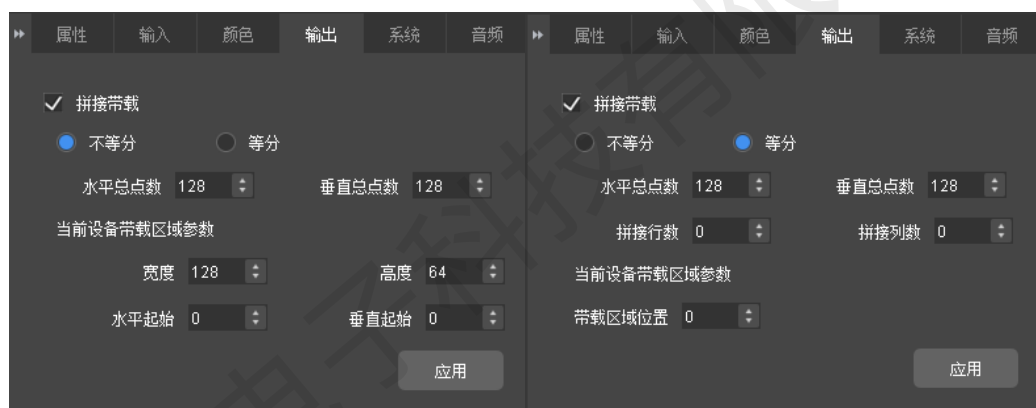 属性 输入 颜色 输出 系统 音频
拼接带载
不等分 等分
水平总点数 128 垂直总点数 128
当前设备带载区域参数
宽度 128 高度 64
水平起始 0 垂直起始 0
应用
属性 输入 颜色 输出 系统 音频
拼接带载
不等分 等分
水平总点数 128 垂直总点数 128
拼接行数 0 拼接列数 0
当前设备带载区域参数
带载区域位置 0
应用
电子科技有限